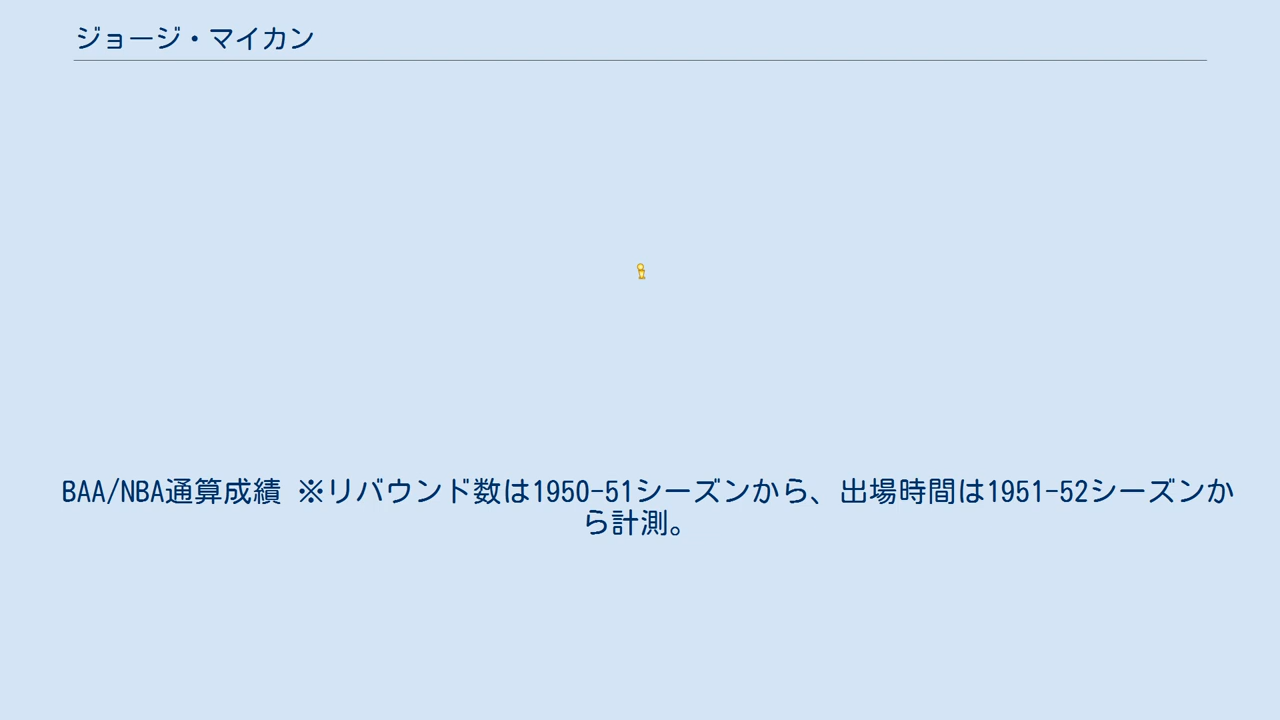 ジョージ・マイカン
BAA/NBA通算成績 ※リバウンド数は1950-51シーズンから、出場時間は1951-52シーズンか
ら計測。